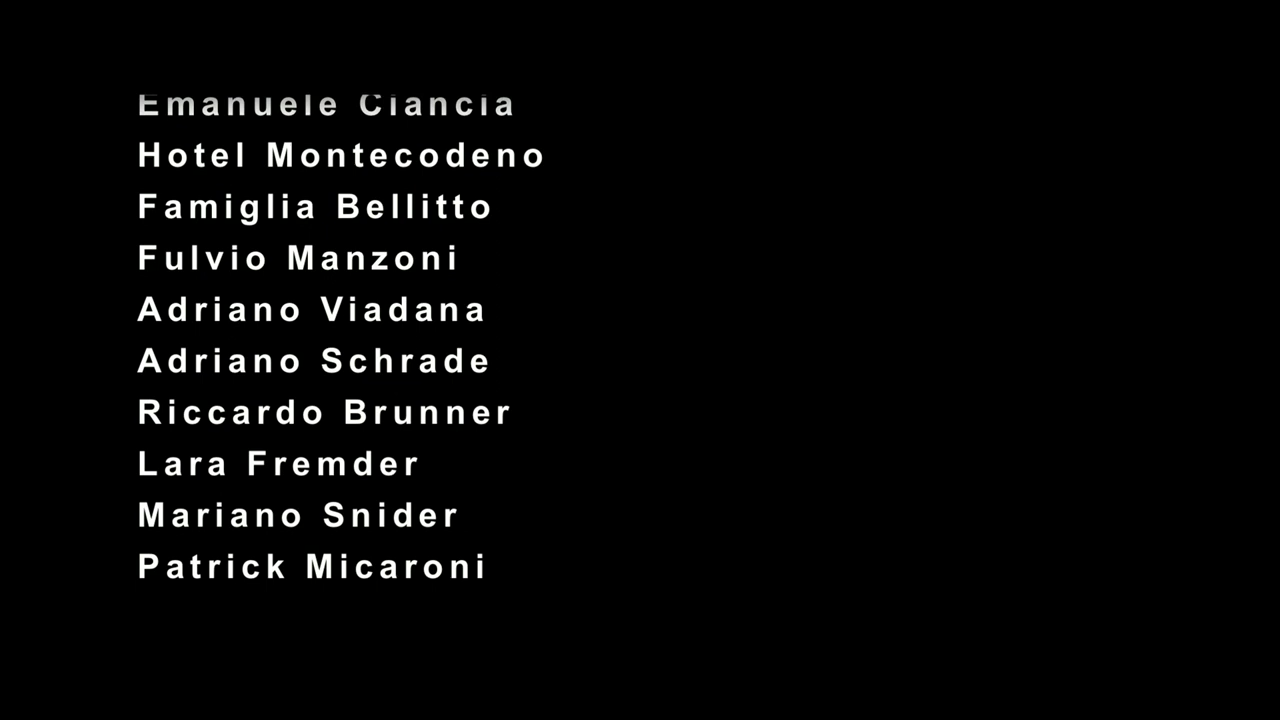 Emanuele Ciancia
Hotel Montecodeno
Famiglia Bellitto
Fulvio Manzoni
Adriano Viadana
Adriano Schrade
Riccardo Brunner
Lara Fremder
Mariano Snider
Patrick Micaroni